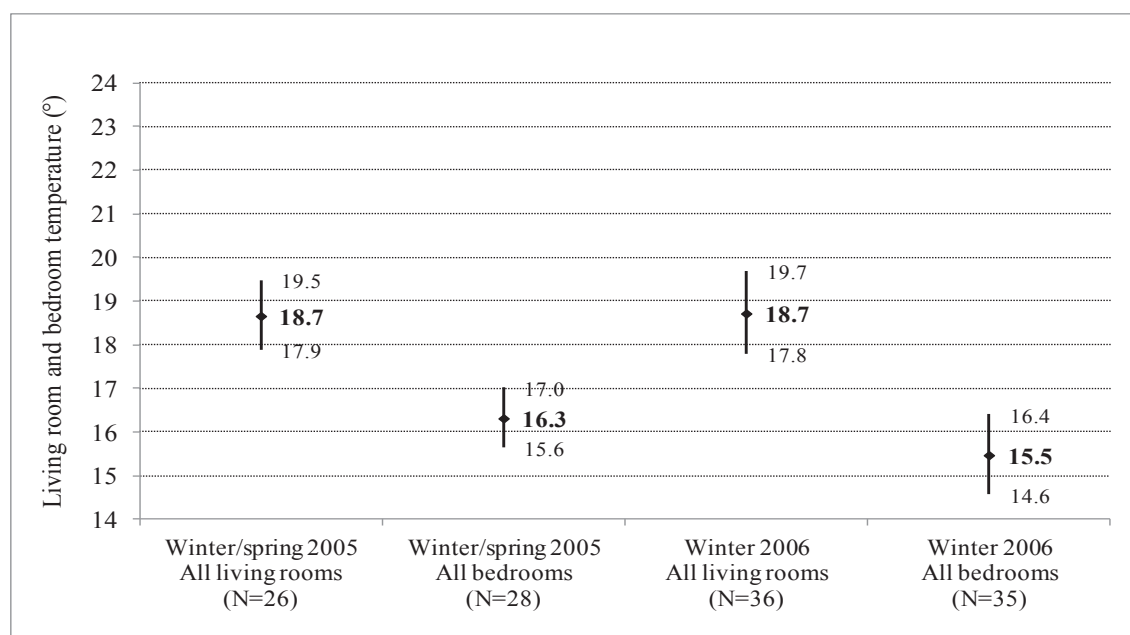 Living room and bedroom temperature (°)
24
23
22
21
20
19
18
17
16
15
14
19.5
18.7
17.9
17.0
16.3
15.6
19.7
18.7
17.8
16.4
15.5
14.6
Winter/spring 2005
All living rooms
(N=26)
Winter/spring 2005
All bedrooms
(N=28)
Winter 2006
All living rooms
(N=36)
Winter 2006
All bedrooms
(N=35)